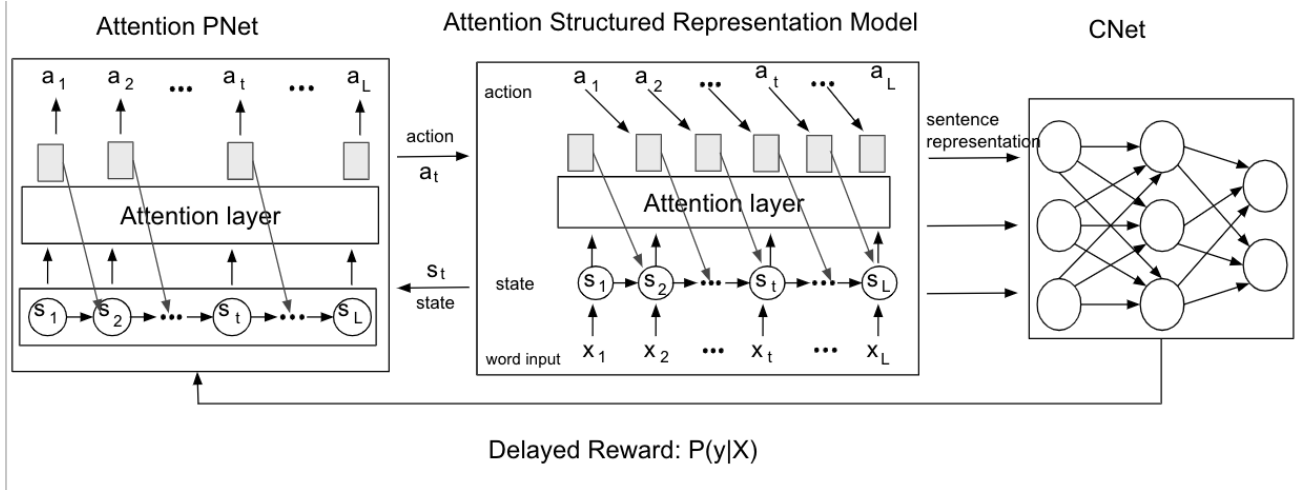 Attention PNet
Attention Structured Representation Model
CNet
a1 a2 ••• at ••• aL
Attention layer
s1 s2 ••• st ••• sL
action
at
st
state
action a1 a2 ••• at ••• aL
Attention layer
state s1 s2 ••• st ••• sL
word input x1 x2 ••• xt ••• xL
sentence
representation
Delayed Reward: P(y|X)